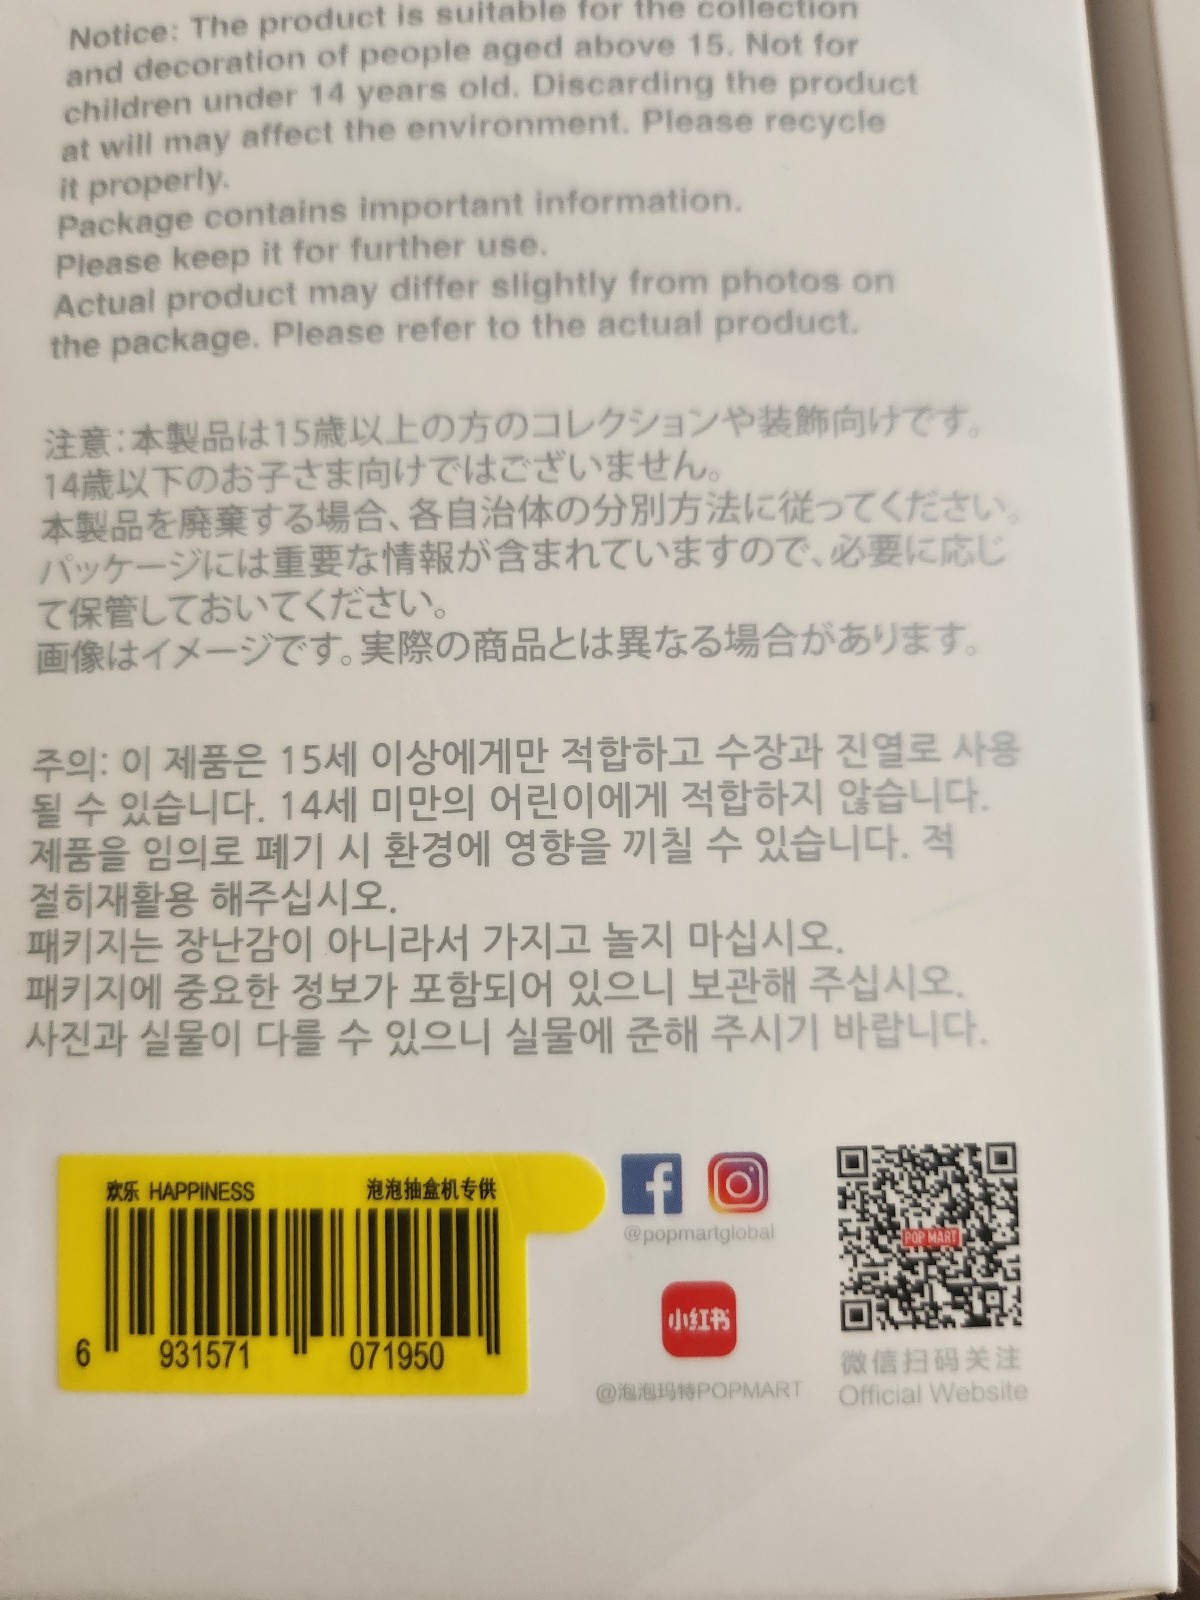 Notice: The product is suitable for the collection
and decoration of people aged above 15. Not for
children under 14 years old. Discarding the product
at will may affect the environment. Please recycle
it properly.
Package contains important information.
Please keep it for further use.
Actual product may differ slightly from photos on
the package. Please refer to the actual product.
注意:本製品は15歳以上の方のコレクションや装飾向けです。
14歳以下のお子さま向けではございません。
本製品を廃棄する場合、各自治体の分別方法に従ってください。
パッケージには重要な情報が含まれていますので、必要に応じ
て保管しておいてください。
画像はイメージです。実際の商品とは異なる場合があります。
주의: 이 제품은 15세 이상에게만 적합하고 수장과 진열로 사용
될 수 있습니다. 14세 미만의 어린이에게 적합하지 않습니다.
제품을 임의로 폐기 시 환경에 영향을 끼칠 수 있습니다. 적
절히재활용 해주십시오.
패키지는 장난감이 아니라서 가지고 놀지 마십시오.
패키지에 중요한 정보가 포함되어 있으니 보관해 주십시오.
사진과 실물이 다를 수 있으니 실물에 준해 주시기 바랍니다.
欢乐 HAPPINESS 泡泡抽盒机专供
6 931571 071950
@popmartglobal
小红书
@泡泡玛特POPMART
POP MART
微信扫码关注
Official Website